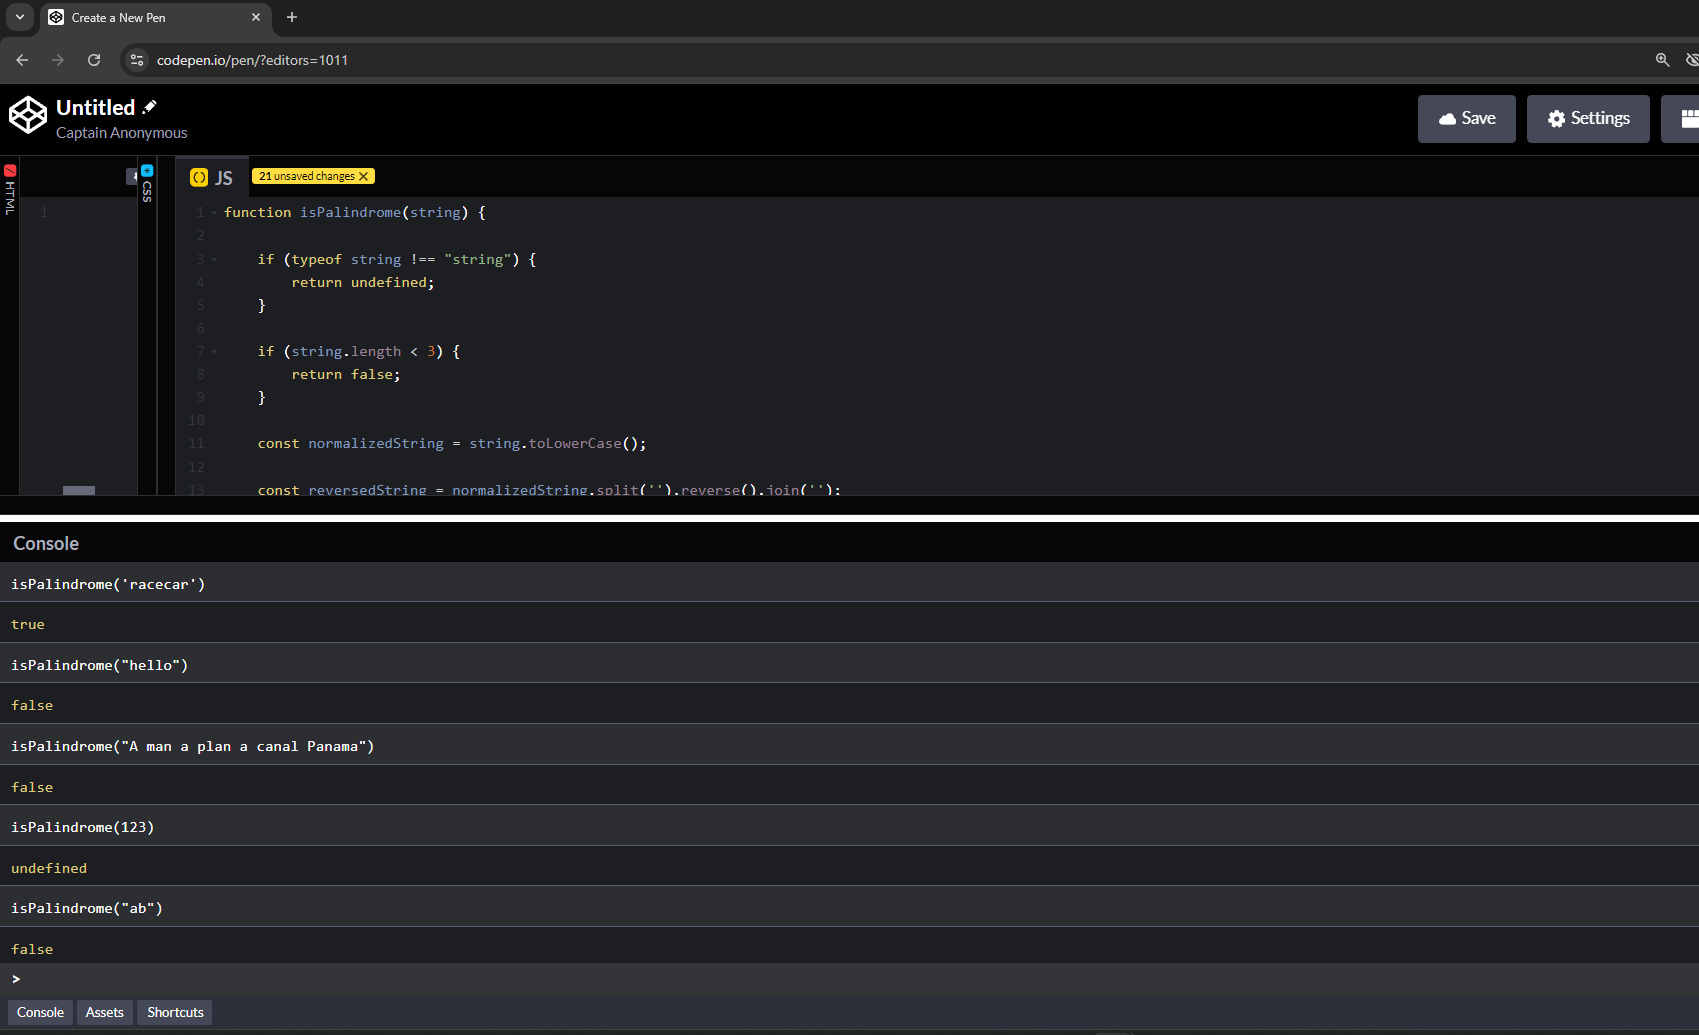 Create a New Pen
codepen.io/pen/?editors=1011
Untitled
Captain Anonymous
Save
Settings
HTML
1
CSS
JS
21 unsaved changes
1 function isPalindrome(string) {
2
3     if (typeof string !== "string") {
4         return undefined;
5     }
6
7     if (string.length < 3) {
8         return false;
9     }
10
11     const normalizedString = string.toLowerCase();
12
13     const reversedString = normalizedString.split('').reverse().join('');
Console
isPalindrome('racecar')
true
isPalindrome("hello")
false
isPalindrome("A man a plan a canal Panama")
false
isPalindrome(123)
undefined
isPalindrome("ab")
false
>
Console Assets Shortcuts